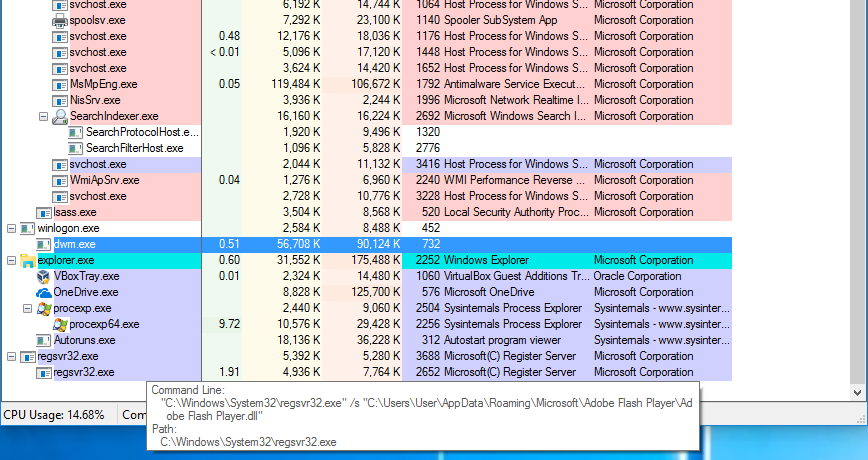 svchost.exe 6,192 K 14,744 K 1064 Host Process for Windows S... Microsoft Corporation
spoolsv.exe 7,292 K 23,100 K 1140 Spooler SubSystem App Microsoft Corporation
svchost.exe 0.48 12,176 K 18,036 K 1176 Host Process for Windows S... Microsoft Corporation
svchost.exe < 0.01 5,096 K 17,120 K 1448 Host Process for Windows S... Microsoft Corporation
svchost.exe 3,624 K 14,420 K 1652 Host Process for Windows S... Microsoft Corporation
MsMpEng.exe 0.05 119,484 K 106,672 K 1792 Antimalware Service Execut... Microsoft Corporation
NisSrv.exe 3,936 K 2,244 K 1996 Microsoft Network Realtime I... Microsoft Corporation
SearchIndexer.exe 16,160 K 16,224 K 2692 Microsoft Windows Search I... Microsoft Corporation
SearchProtocolHost.e... 1,920 K 9,496 K 1320
SearchFilterHost.exe 1,096 K 5,828 K 2776
svchost.exe 2,044 K 11,132 K 3416 Host Process for Windows S... Microsoft Corporation
WmiApSrv.exe 0.04 1,276 K 6,960 K 2240 WMI Performance Reverse ... Microsoft Corporation
svchost.exe 2,728 K 10,776 K 3228 Host Process for Windows S... Microsoft Corporation
lsass.exe 3,504 K 8,568 K 520 Local Security Authority Proc... Microsoft Corporation
winlogon.exe 2,584 K 8,488 K 452
dwm.exe 0.51 56,708 K 90,124 K 732
explorer.exe 0.60 31,552 K 175,488 K 2252 Windows Explorer Microsoft Corporation
VBoxTray.exe 0.01 2,324 K 14,480 K 1060 VirtualBox Guest Additions Tr... Oracle Corporation
OneDrive.exe 8,828 K 125,700 K 576 Microsoft OneDrive Microsoft Corporation
procexp.exe 2,440 K 9,060 K 2504 Sysinternals Process Explorer Sysinternals - www.sysinter...
procexp64.exe 9.72 10,576 K 29,428 K 2256 Sysinternals Process Explorer Sysinternals - www.sysinter...
Autoruns.exe 18,136 K 36,228 K 312 Autostart program viewer Sysinternals - www.sysinter...
regsvr32.exe 5,392 K 5,280 K 3688 Microsoft(C) Register Server Microsoft Corporation
regsvr32.exe 1.91 4,936 K 7,764 K 2652 Microsoft(C) Register Server Microsoft Corporation
Command Line:
"C:\Windows\System32\regsvr32.exe" /s "C:\Users\User\AppData\Roaming\Microsoft\Adobe Flash Player\Ad
obe Flash Player.dll"
Path:
C:\Windows\System32\regsvr32.exe
CPU Usage: 14.68% Com